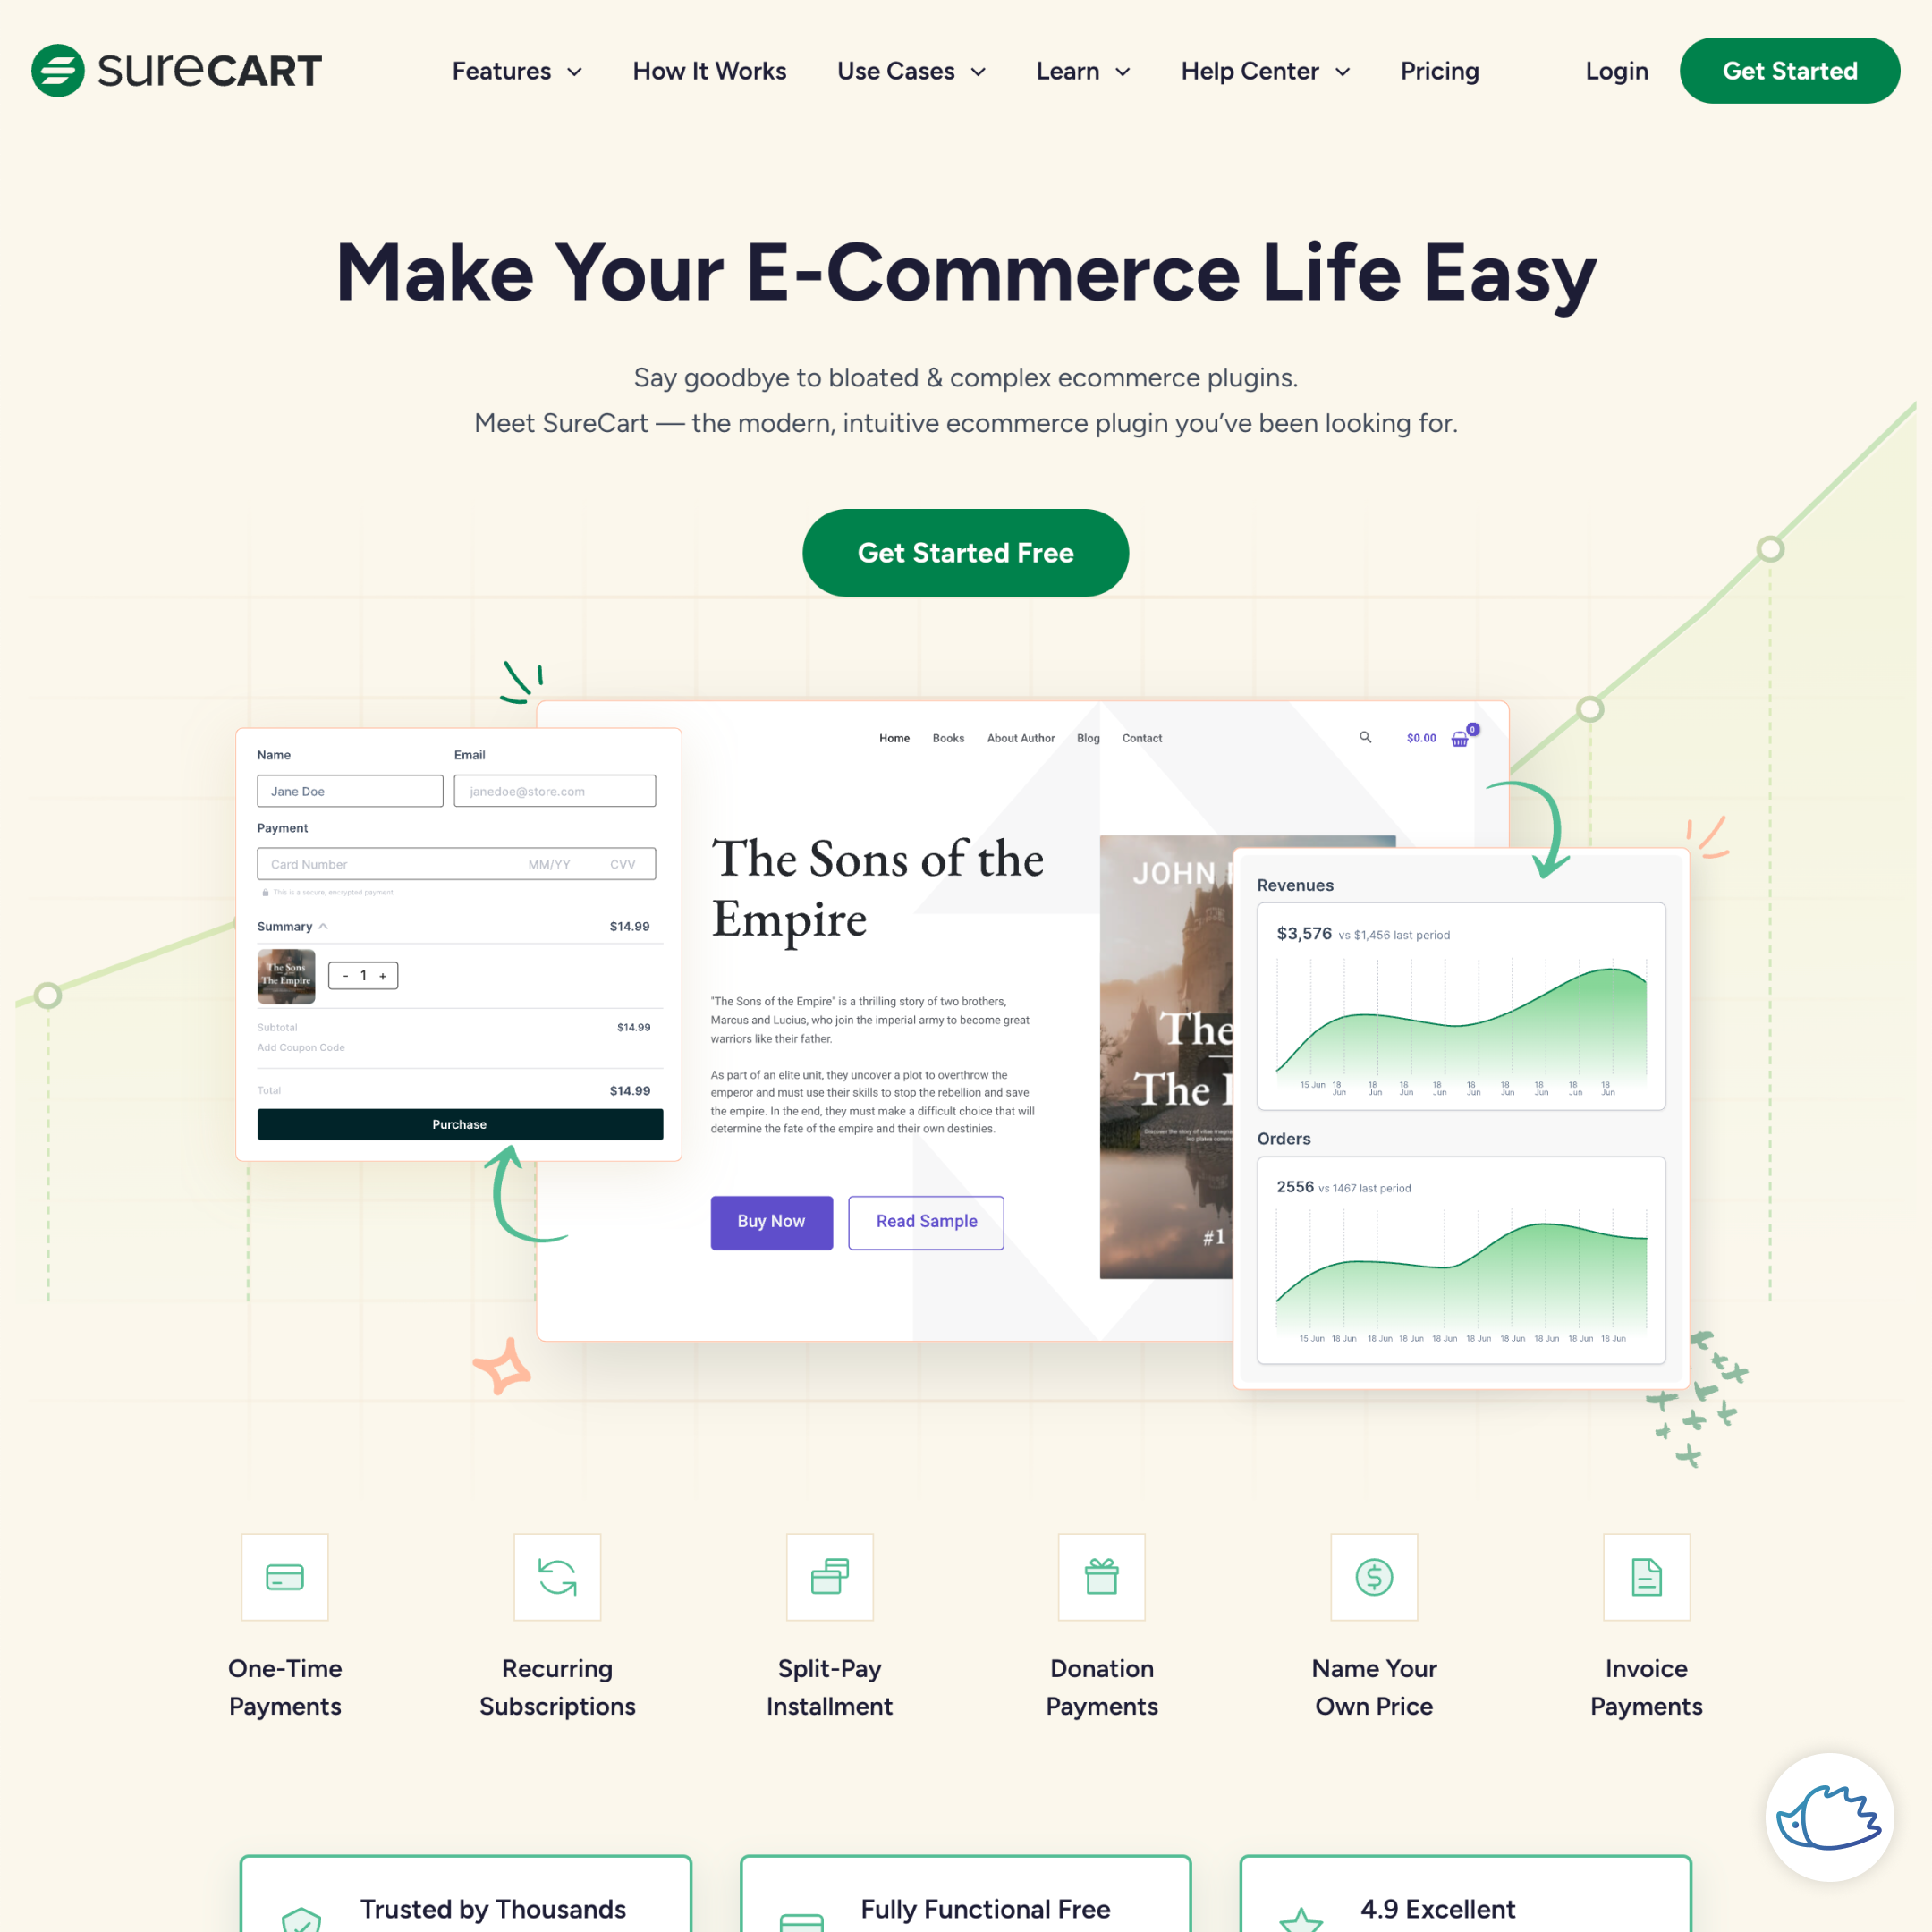 sureCART
Features
How It Works
Use Cases
Learn
Help Center
Pricing
Login
Get Started
Make Your E-Commerce Life Easy
Say goodbye to bloated & complex ecommerce plugins.
Meet SureCart — the modern, intuitive ecommerce plugin you’ve been looking for.
Get Started Free
Name
Email
Jane Doe
janedoe@store.com
Payment
Card Number
MM/YY
CVV
This is a secure, encrypted payment
Summary
$14.99
The Sons
The Empire
- 1 +
Subtotal
$14.99
Add Coupon Code
Total
$14.99
Purchase
Home
Books
About Author
Blog
Contact
$0.00
0
The Sons of the
Empire
"The Sons of the Empire" is a thrilling story of two brothers,
Marcus and Lucius, who join the imperial army to become great
warriors like their father.
As part of an elite unit, they uncover a plot to overthrow the
emperor and must use their skills to stop the rebellion and save
the empire. In the end, they must make a difficult choice that will
determine the fate of the empire and their own destinies.
Buy Now
Read Sample
JOHN
The
The
Discover the story of vitae magna
#1
Revenues
$3,576 vs $1,456 last period
15 Jun 18 Jun 18 Jun 18 Jun 18 Jun 18 Jun 18 Jun 18 Jun 18 Jun 18 Jun
Orders
2556 vs 1467 last period
15 Jun 18 Jun 18 Jun 18 Jun 18 Jun 18 Jun 18 Jun 18 Jun 18 Jun 18 Jun
One-Time
Payments
Recurring
Subscriptions
Split-Pay
Installment
Donation
Payments
Name Your
Own Price
Invoice
Payments
Trusted by Thousands
Fully Functional Free
4.9 Excellent